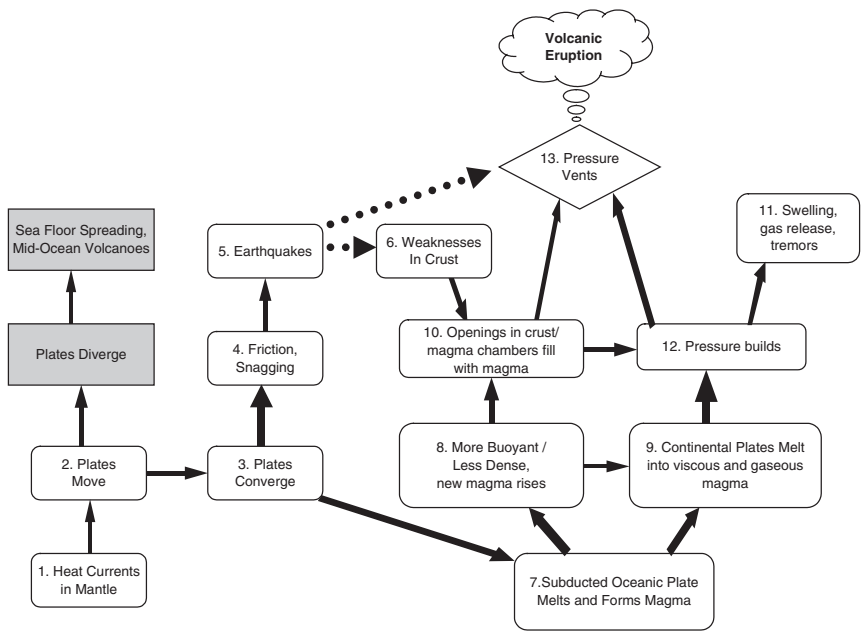 Volcanic
Eruption
13. Pressure
Vents
11. Swelling,
gas release,
tremors
Sea Floor Spreading,
Mid-Ocean Volcanoes
5. Earthquakes
6. Weaknesses
In Crust
Plates Diverge
4. Friction,
Snagging
10. Openings in crust/
magma chambers fill
with magma
12. Pressure builds
2. Plates
Move
3. Plates
Converge
8. More Buoyant /
Less Dense,
new magma rises
9. Continental Plates Melt
into viscous and gaseous
magma
1. Heat Currents
in Mantle
7.Subducted Oceanic Plate
Melts and Forms Magma